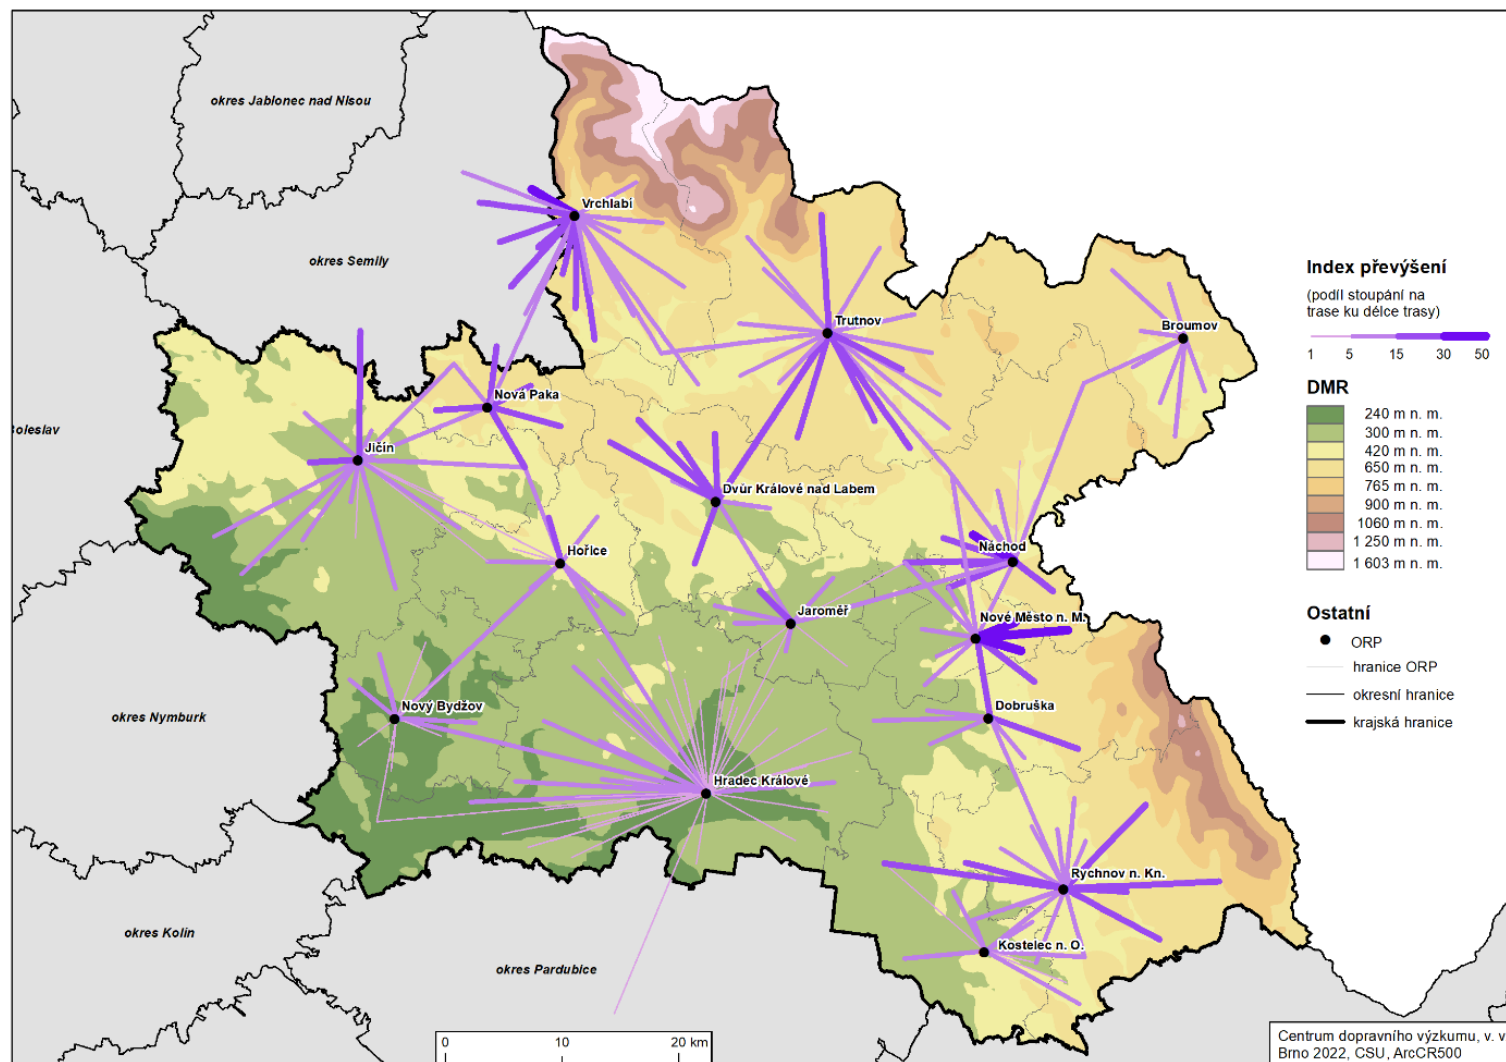 okres Jablonec nad Nisou
Vrchlabí
okres Semily
Index převýšení
(podíl stoupání na
trase ku délce trasy)
1 5 15 30 50
Trutnov
Broumov
DMR
240 m n. m.
300 m n. m.
420 m n. m.
650 m n. m.
765 m n. m.
900 m n. m.
1060 m n. m.
1 250 m n. m.
1 603 m n. m.
Nová Paka
Boleslav
Jičín
Dvůr Králové nad Labem
Hořice
Náchod
Jaroměř
Nové Město n. M.
Ostatní
ORP
hranice ORP
okresní hranice
krajská hranice
okres Nymburk
Nový Bydžov
Dobruška
Hradec Králové
Rychnov n. Kn.
okres Kolín
Kostelec n. O.
okres Pardubice
0 10 20 km
Centrum dopravního výzkumu, v. v
Brno 2022, CSU, ArcCR500